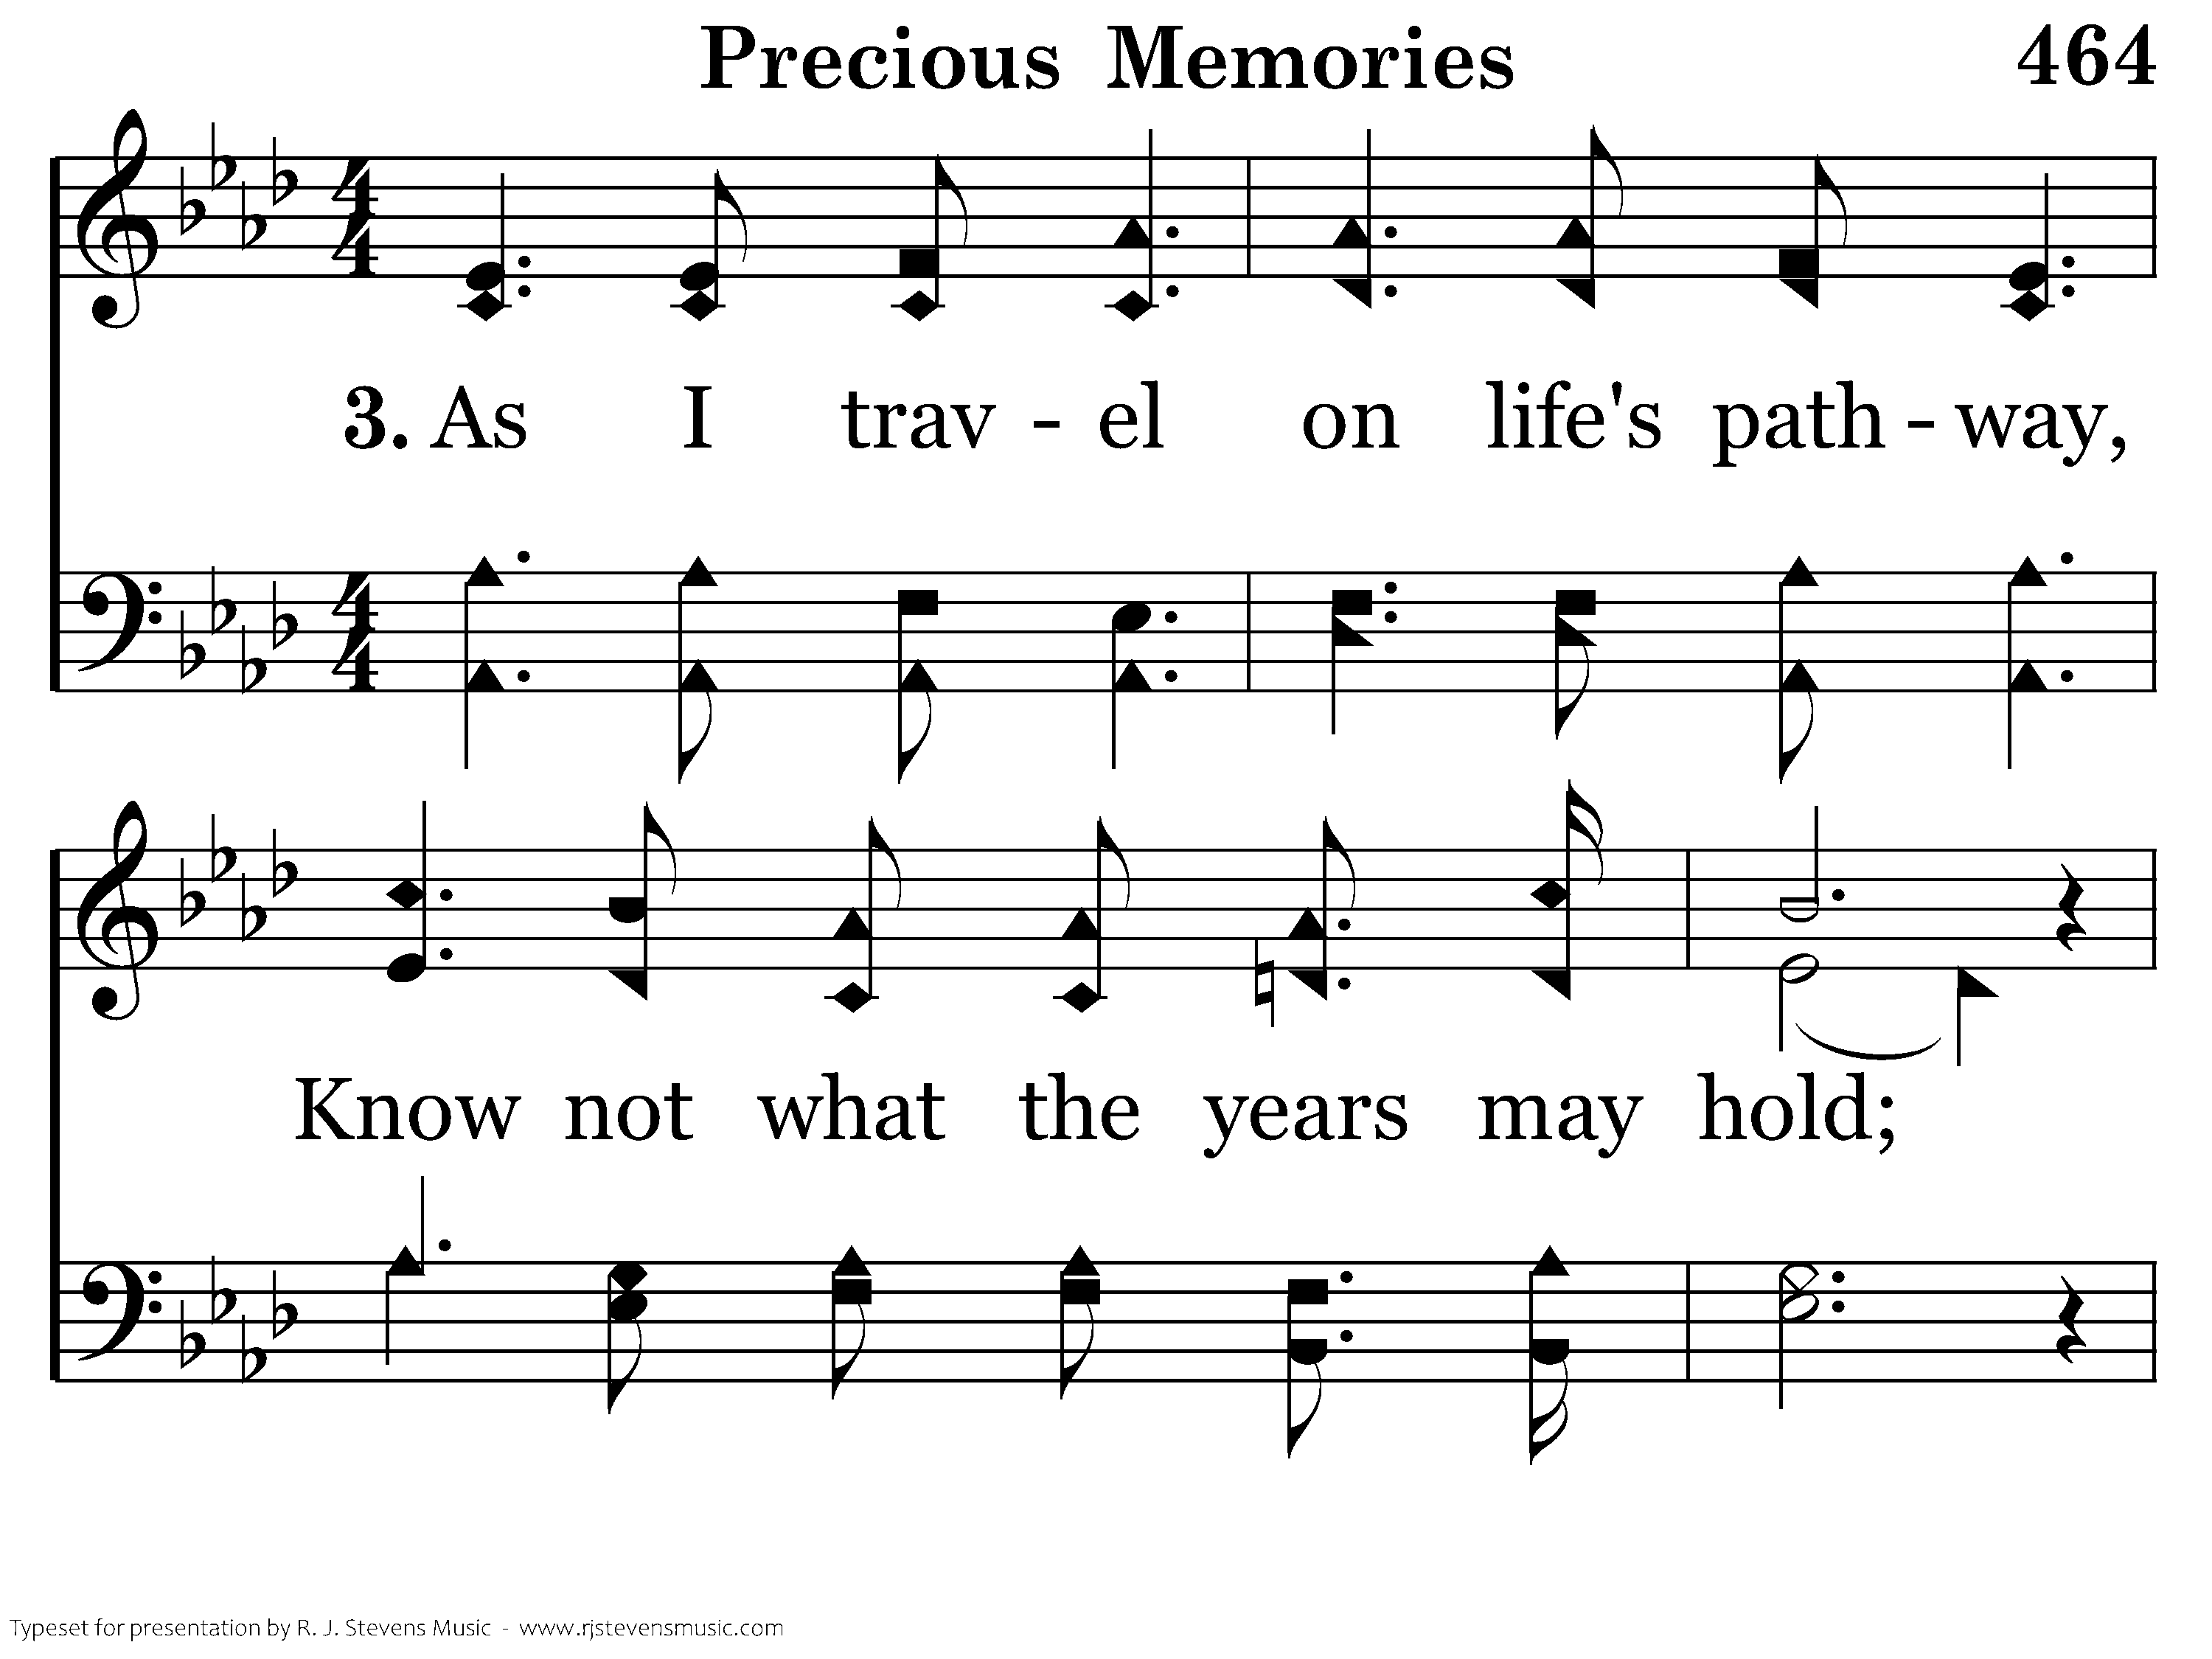 Precious Memories 464
3. As I trav - el on life's path - way,
Know not what the years may hold;
Typeset for presentation by R. J. Stevens Music - www.rjstevensmusic.com